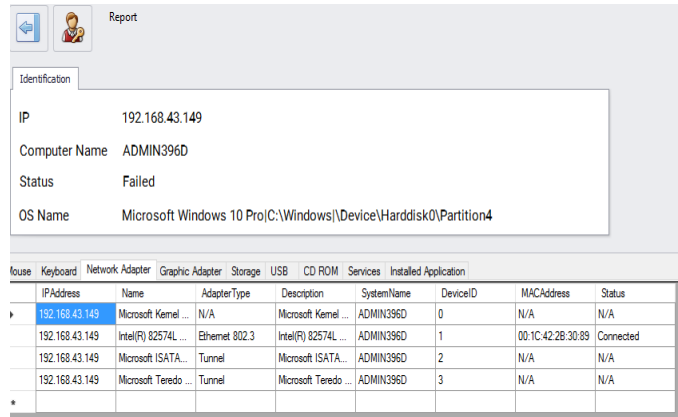 Report
Identification
IP 192.168.43.149
Computer Name ADMIN396D
Status Failed
OS Name Microsoft Windows 10 Pro|C:\Windows|\Device\Harddisk0\Partition4
Mouse Keyboard Network Adapter Graphic Adapter Storage USB CD ROM Services Installed Application
IPAddress Name AdapterType Description SystemName DeviceID MACAddress Status
192.168.43.149 Microsoft Kernel ... N/A Microsoft Kernel ... ADMIN396D 0 N/A N/A
192.168.43.149 Intel(R) 82574L ... Ethernet 802.3 Intel(R) 82574L ... ADMIN396D 1 00:1C:42:2B:30:89 Connected
192.168.43.149 Microsoft ISATA... Tunnel Microsoft ISATA... ADMIN396D 2 N/A N/A
192.168.43.149 Microsoft Teredo ... Tunnel Microsoft Teredo ... ADMIN396D 3 N/A N/A
*